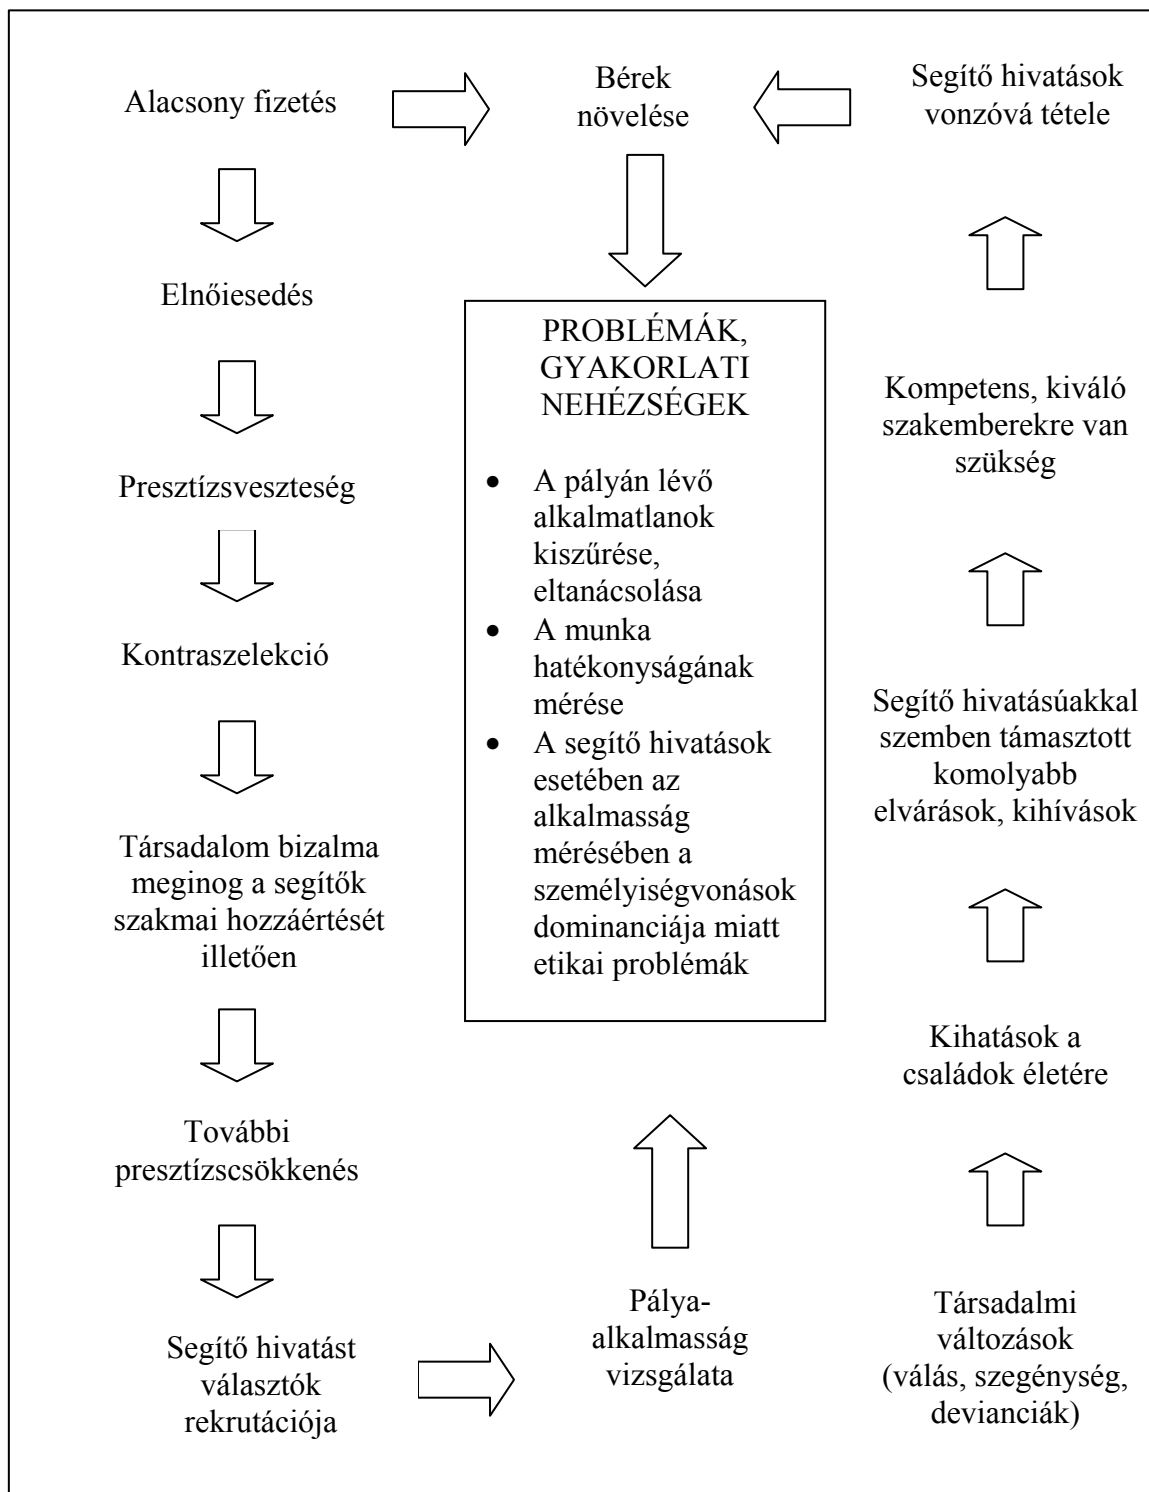 Alacsony fizetés
Bérek
növelése
Segítő hivatások
vonzóvá tétele
Elnőiesedés
Presztízsveszteség
Kontraszelekció
Társadalom bizalma
meginog a segítők
szakmai hozzáértését
illetően
További
presztízscsökkenés
Segítő hivatást
választók
rekrutációja
PROBLÉMÁK,
GYAKORLATI
NEHÉZSÉGEK
• A pályán lévő
alkalmatlanok
kiszűrése,
eltanácsolása
• A munka
hatékonyságának
mérése
• A segítő hivatások
esetében az
alkalmasság
mérésében a
személyiségvonások
dominanciája miatt
etikai problémák
Pálya-
alkalmasság
vizsgálata
Kompetens, kiváló
szakemberekre van
szükség
Segítő hivatásúakkal
szemben támasztott
komolyabb
elvárások, kihívások
Kihatások a
családok életére
Társadalmi
változások
(válás, szegénység,
devianciák)